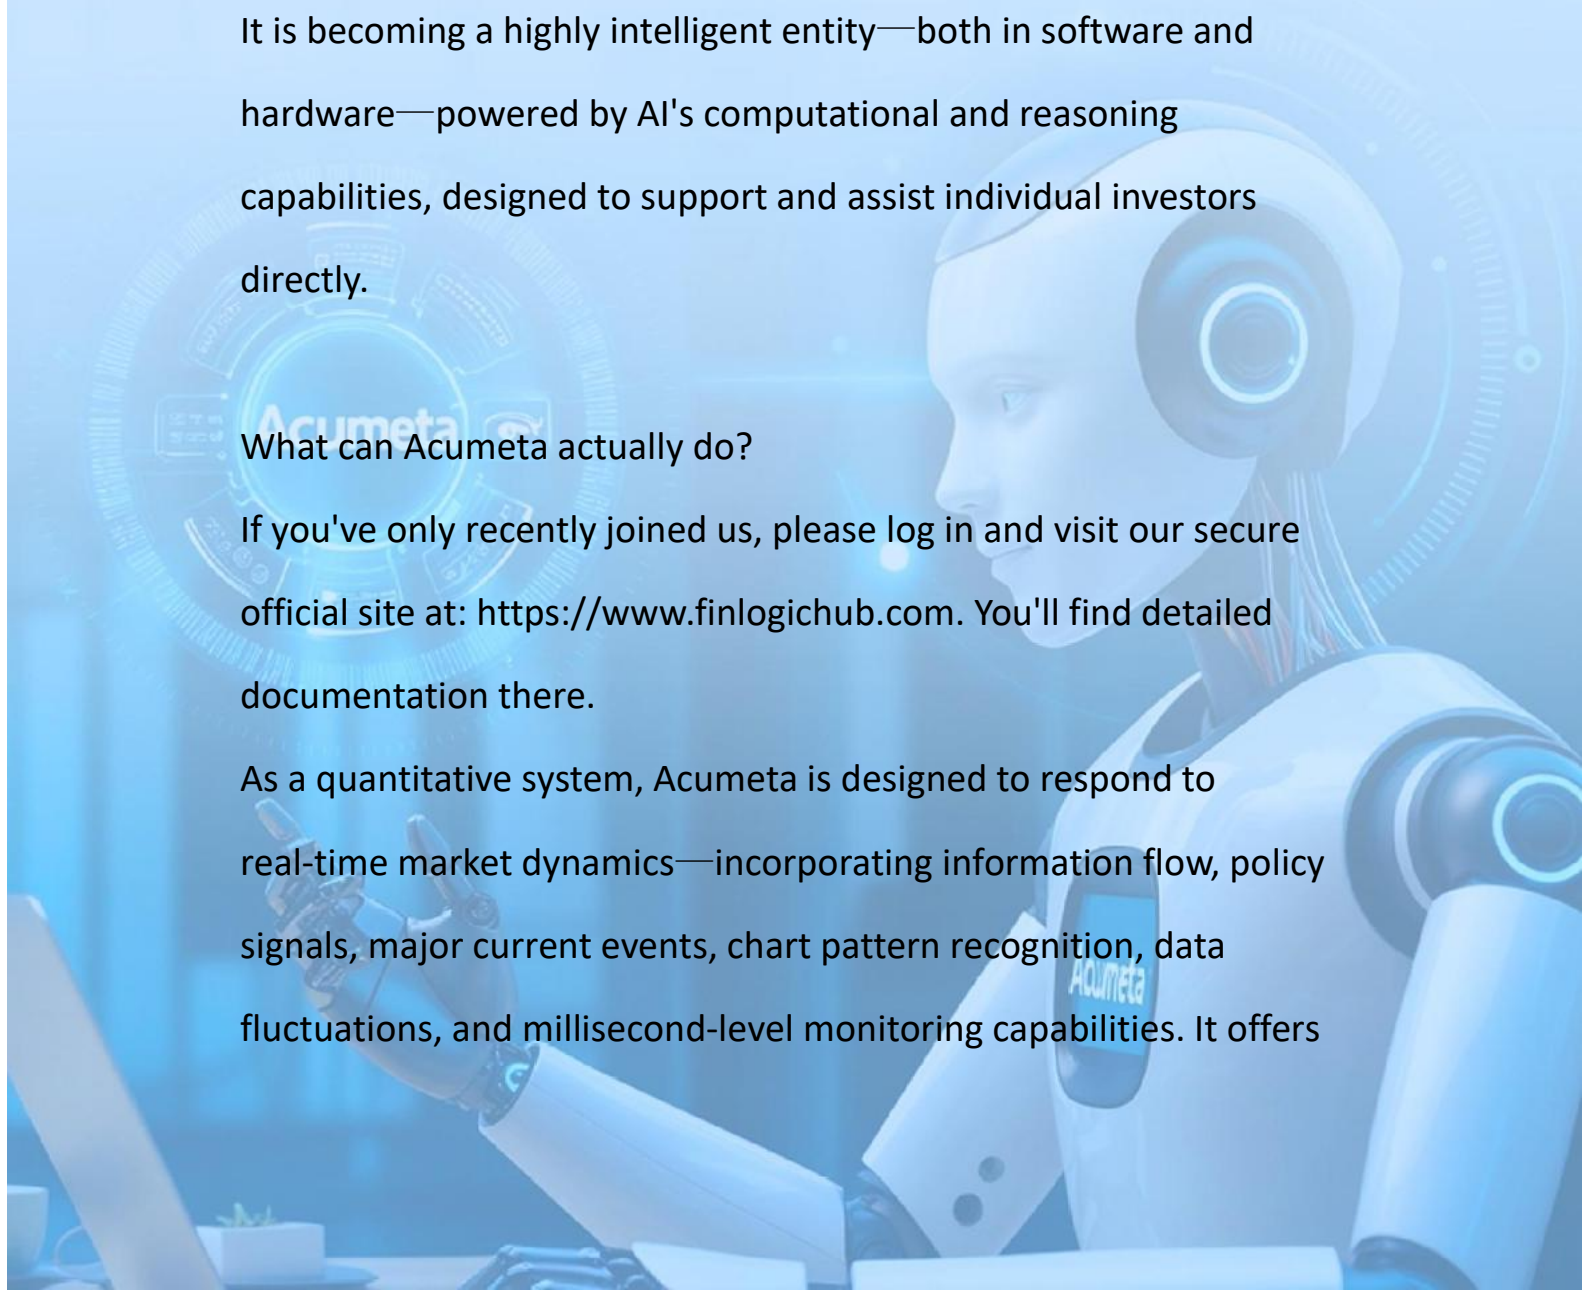 It is becoming a highly intelligent entity—both in software and
hardware—powered by AI's computational and reasoning
capabilities, designed to support and assist individual investors
directly.
Acumeta
What can Acumeta actually do?
If you've only recently joined us, please log in and visit our secure
official site at: https://www.finlogichub.com. You'll find detailed
documentation there.
As a quantitative system, Acumeta is designed to respond to
real-time market dynamics—incorporating information flow, policy
signals, major current events, chart pattern recognition, data
Acumeta
fluctuations, and millisecond-level monitoring capabilities. It offers